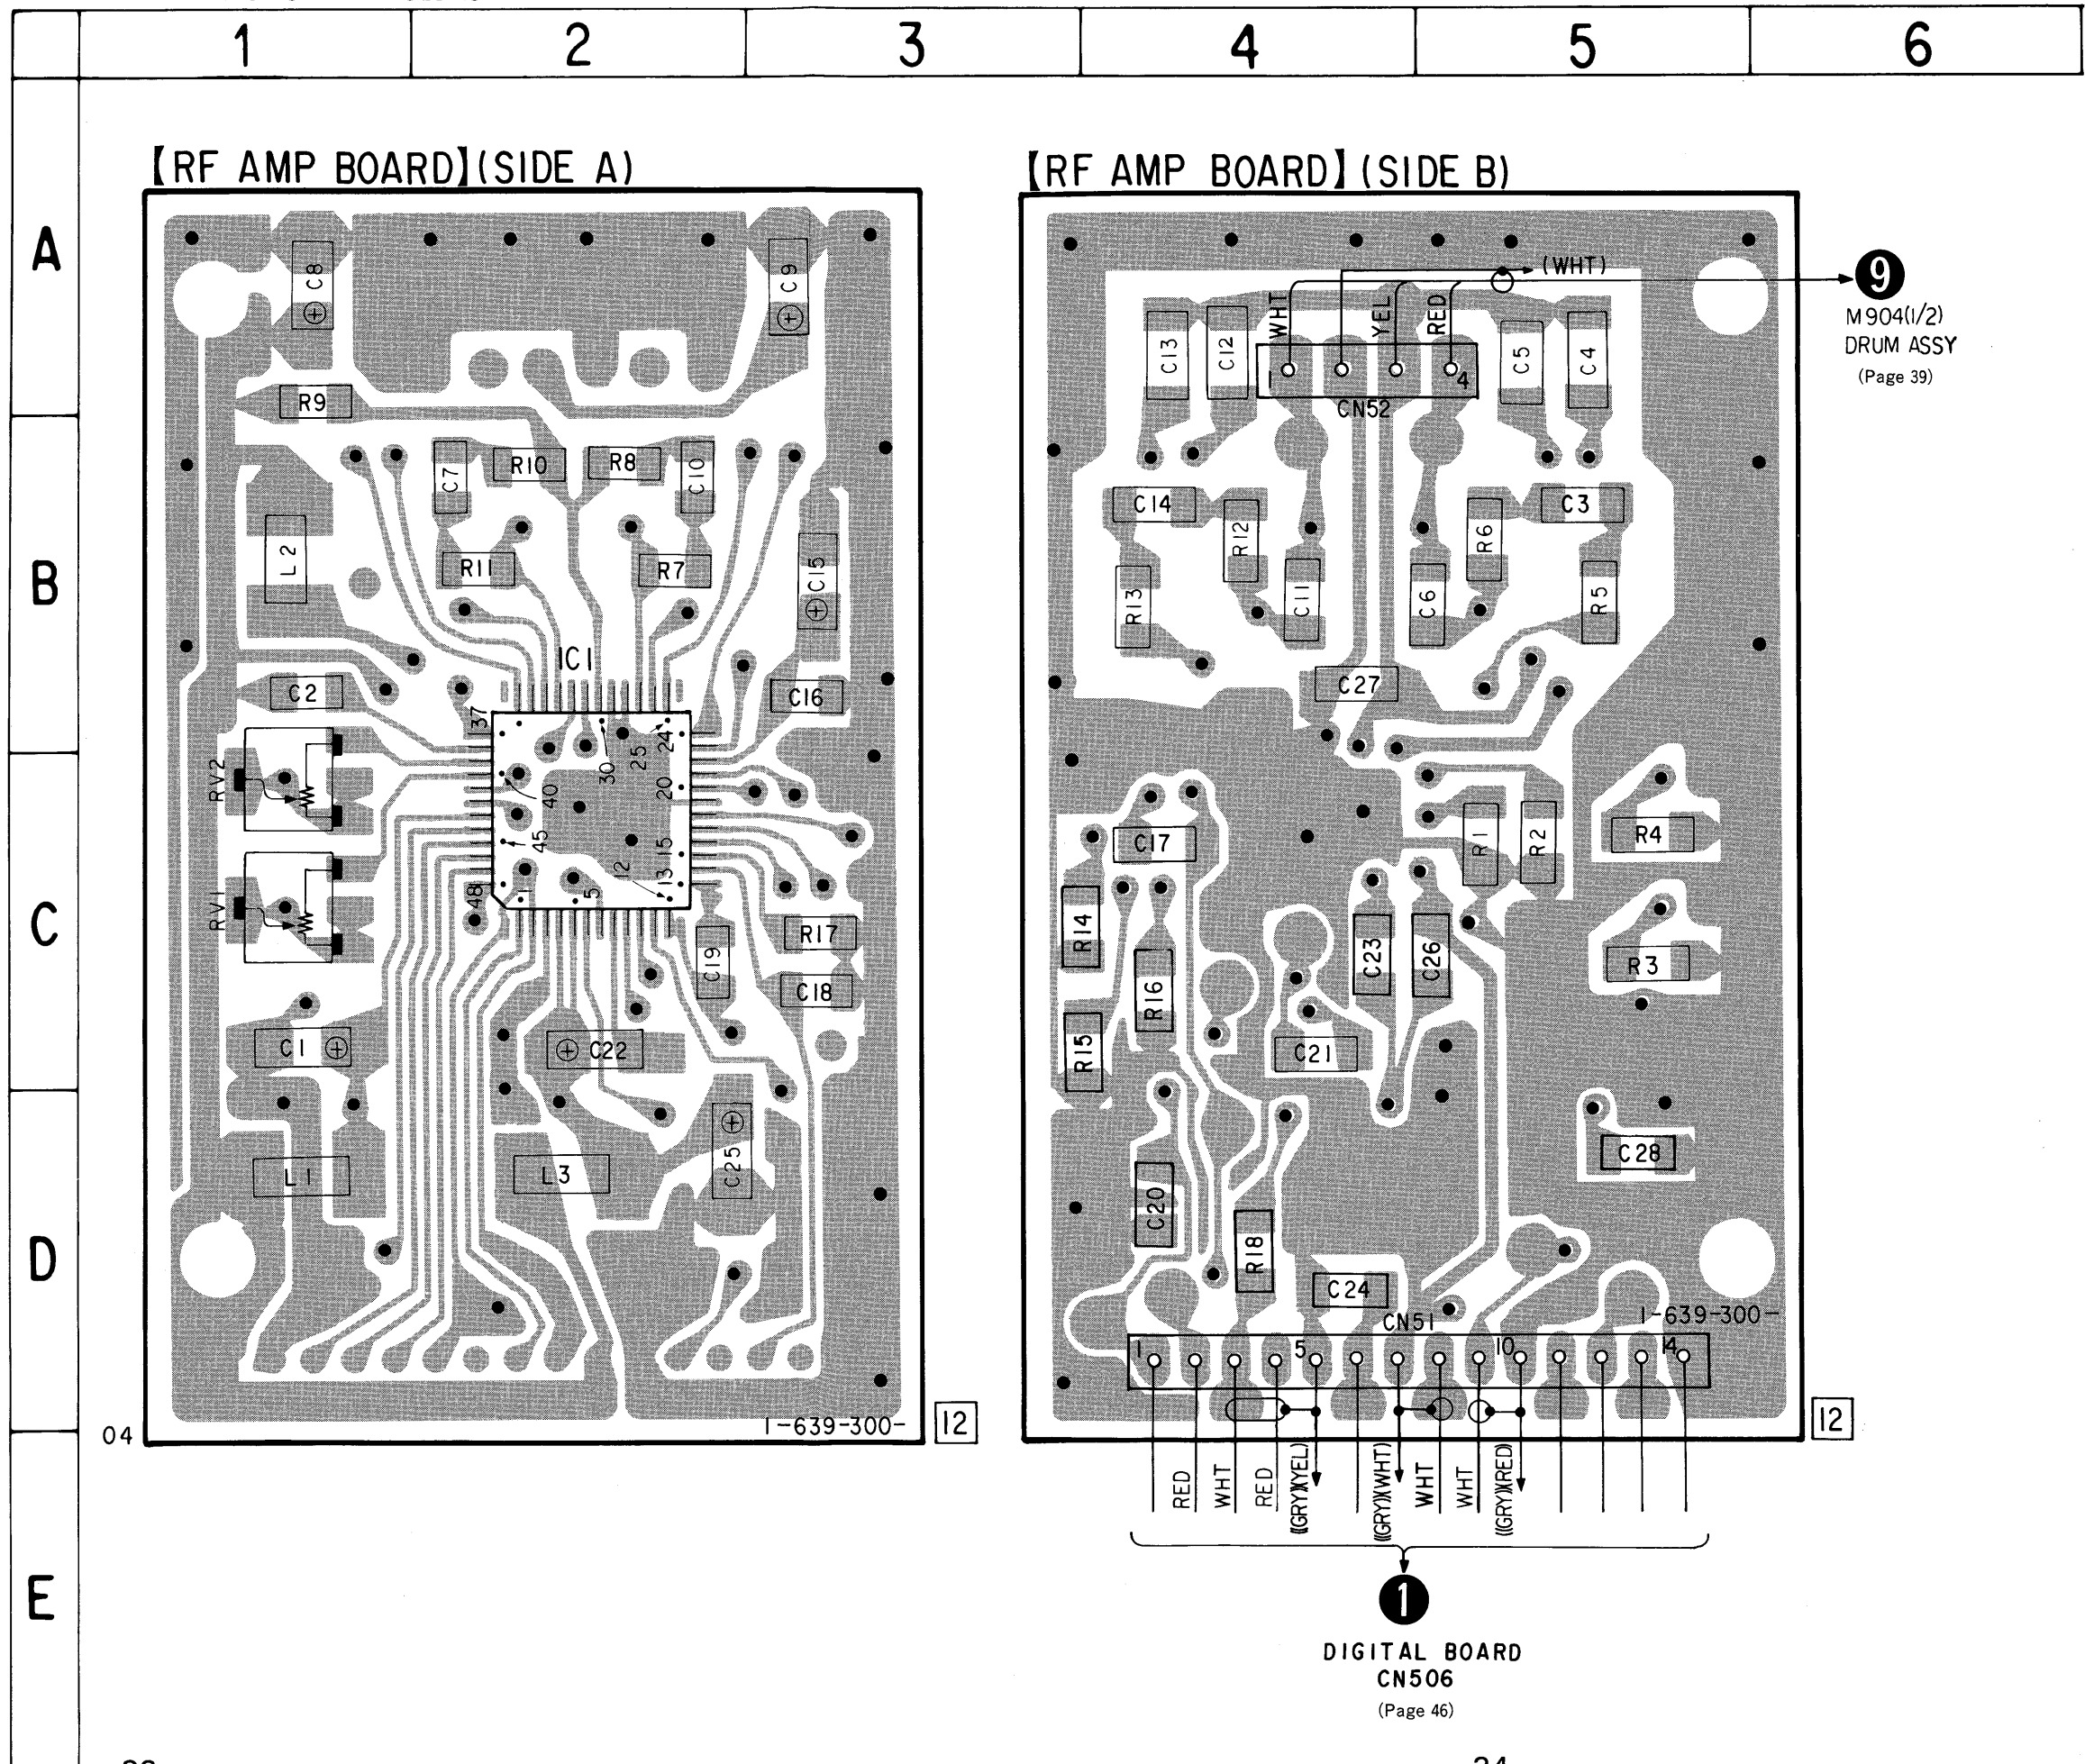 1 2 3 4 5 6
A
B
C
D
E
【RF AMP BOARD】(SIDE A)
C8
C9
R9
C7
R10
R8
C10
L2
R11
R7
C15
IC1
C2
C16
37
24
25
30
20
40
45
15
12
13
48
1
5
RV2
RV1
R17
C19
C18
C1
C22
C25
L1
L3
1-639-300-
12
04
【RF AMP BOARD】(SIDE B)
(WHT)
9
M904(1/2)
DRUM ASSY
(Page 39)
WHT
YEL
RED
C13
C12
C5
C4
1
4
CN52
C14
R12
R6
C3
R13
C11
C6
R5
C27
C17
R1
R2
R4
R14
C23
C26
R3
R16
R15
C21
C28
C20
R18
C24
CN51
1-639-300-
1
5
10
14
12
RED
WHT
RED
((GRY)(YEL)
((GRY)(WHT)
WHT
WHT
((GRY)(RED)
1
DIGITAL BOARD
CN506
(Page 46)